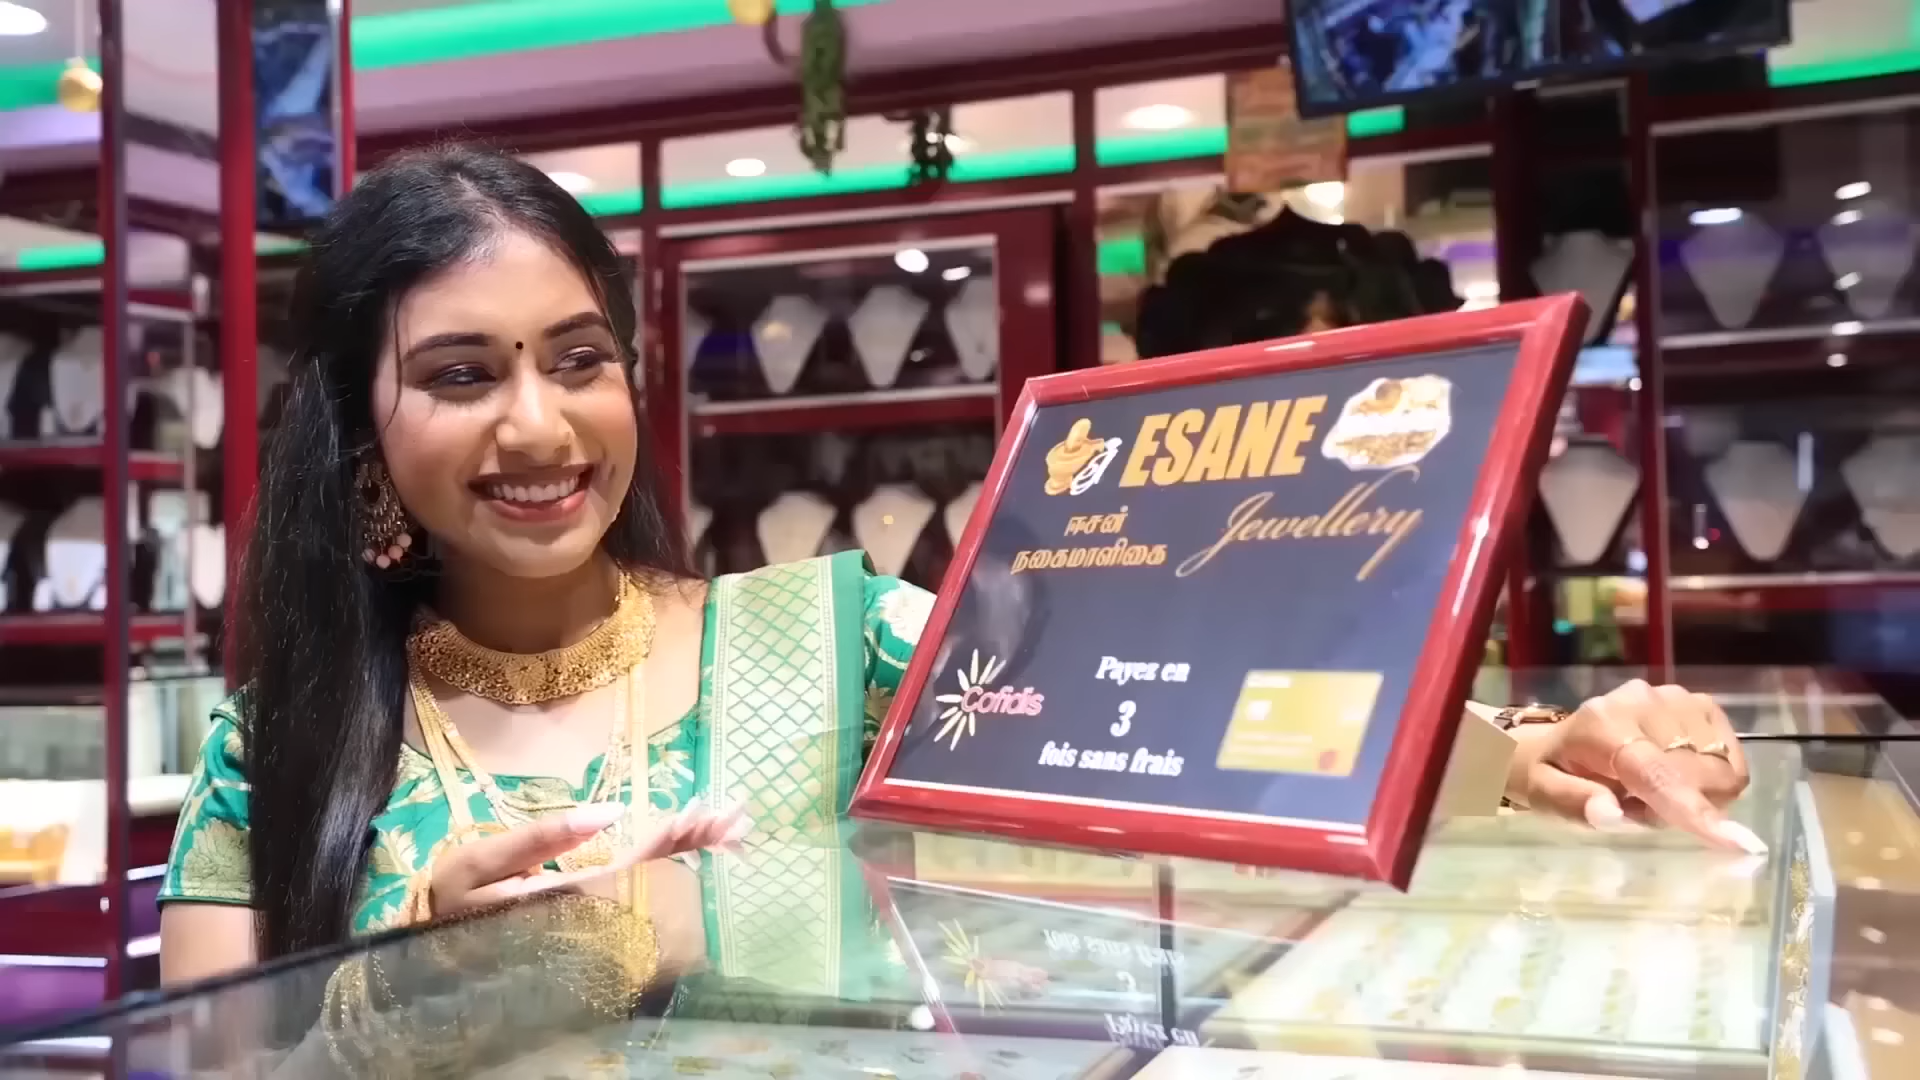 ஸ்ரீ ESANE
ஈசன்
நகைமாளிகை
Jewellery
Cofidis
Payez en
3
fois sans frais